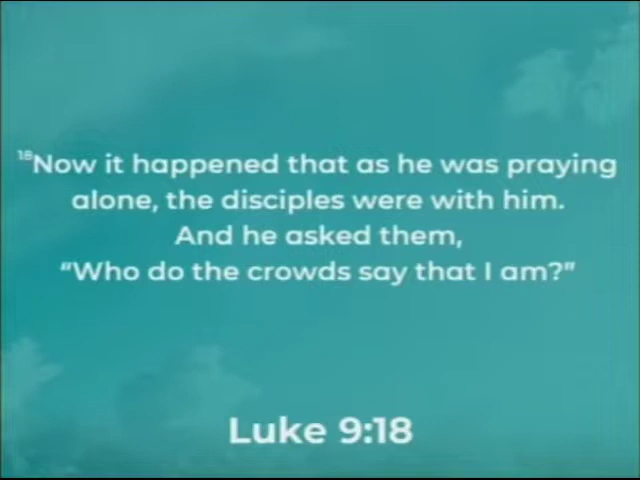 18Now it happened that as he was praying
alone, the disciples were with him.
And he asked them,
“Who do the crowds say that I am?”
Luke 9:18